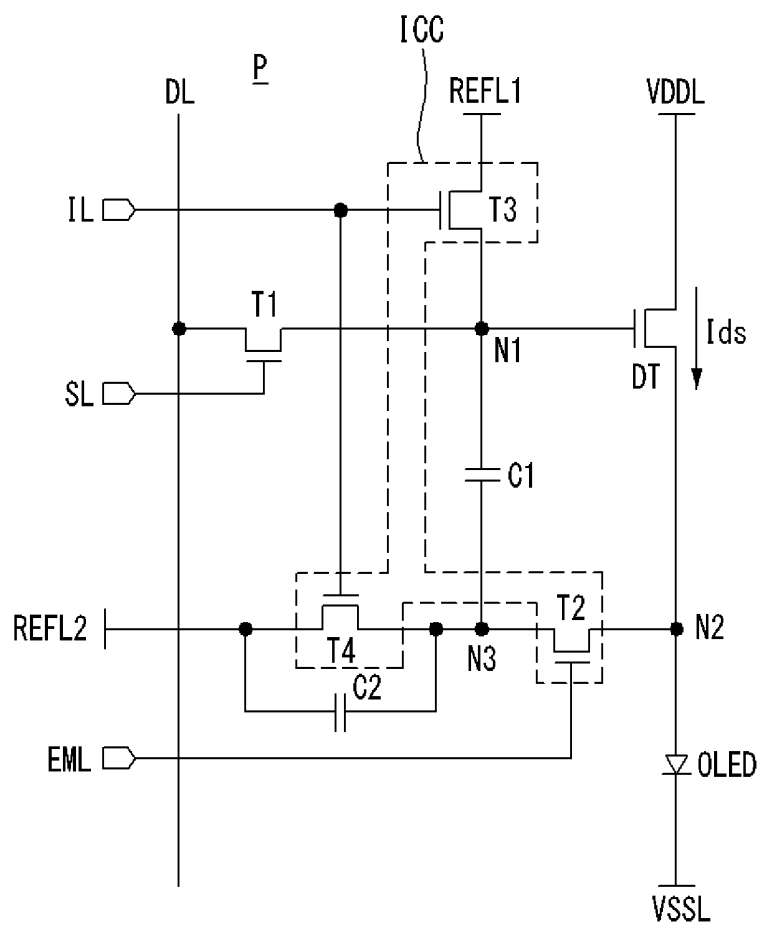 ICC
P
DL
REFL1
VDDL
IL
T3
T1
N1
Ids
DT
SL
C1
T2
REFL2
T4
N3
N2
C2
EML
OLED
VSSL